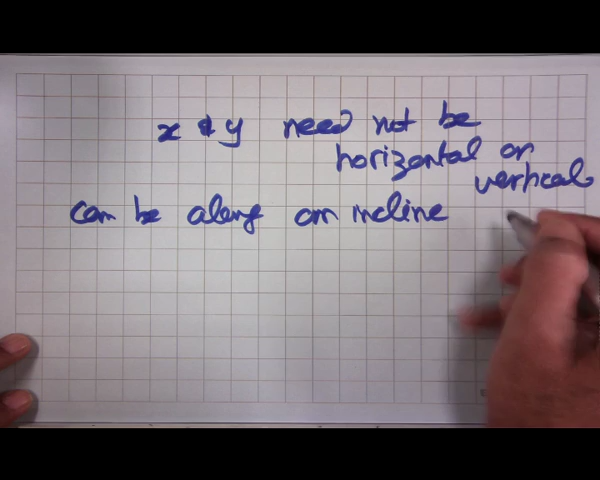 x & y need not be
horizontal or
vertical
can be along an incline